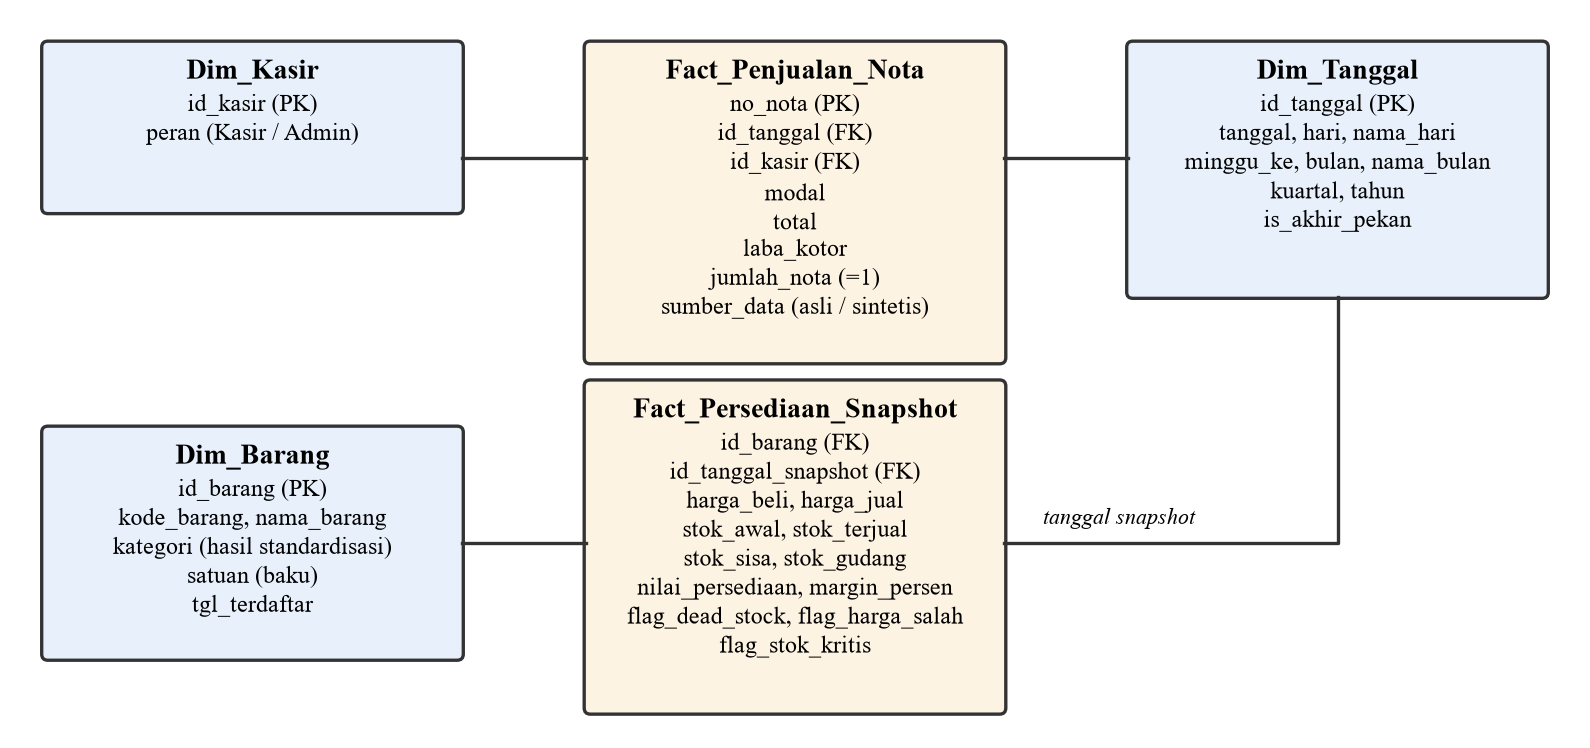 Dim_Kasir
id_kasir (PK)
peran (Kasir / Admin)
Fact_Penjualan_Nota
no_nota (PK)
id_tanggal (FK)
id_kasir (FK)
modal
total
laba_kotor
jumlah_nota (=1)
sumber_data (asli / sintetis)
Dim_Tanggal
id_tanggal (PK)
tanggal, hari, nama_hari
minggu_ke, bulan, nama_bulan
kuartal, tahun
is_akhir_pekan
Dim_Barang
id_barang (PK)
kode_barang, nama_barang
kategori (hasil standardisasi)
satuan (baku)
tgl_terdaftar
Fact_Persediaan_Snapshot
id_barang (FK)
id_tanggal_snapshot (FK)
harga_beli, harga_jual
stok_awal, stok_terjual
stok_sisa, stok_gudang
nilai_persediaan, margin_persen
flag_dead_stock, flag_harga_salah
flag_stok_kritis
tanggal snapshot